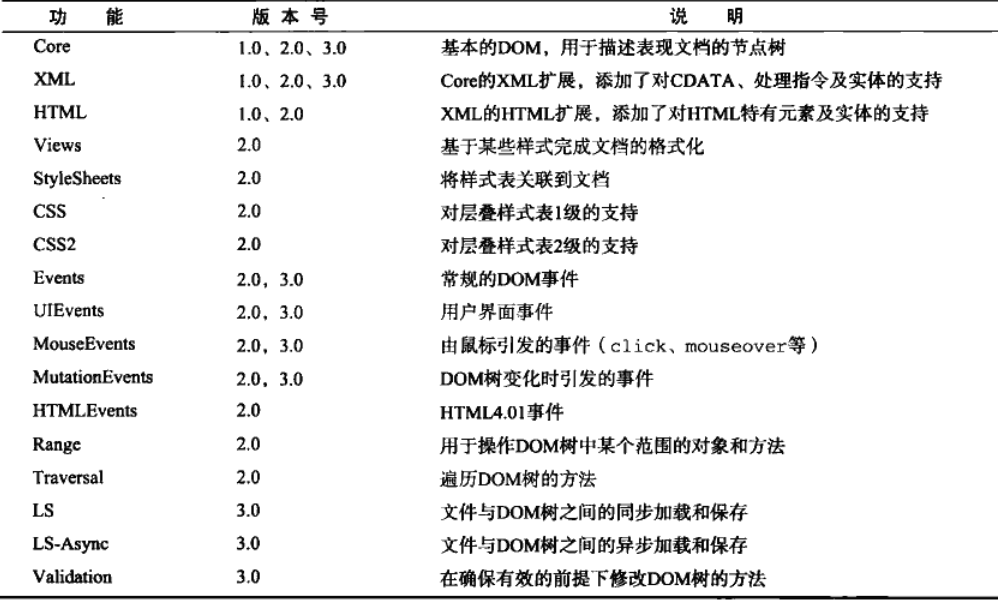 功 能 版 本 号 说 明
Core 1.0、2.0、3.0 基本的DOM，用于描述表现文档的节点树
XML 1.0、2.0、3.0 Core的XML扩展，添加了对CDATA、处理指令及实体的支持
HTML 1.0、2.0 XML的HTML扩展，添加了对HTML特有元素及实体的支持
Views 2.0 基于某些样式完成文档的格式化
StyleSheets 2.0 将样式表关联到文档
CSS 2.0 对层叠样式表1级的支持
CSS2 2.0 对层叠样式表2级的支持
Events 2.0，3.0 常规的DOM事件
UIEvents 2.0，3.0 用户界面事件
MouseEvents 2.0，3.0 由鼠标引发的事件（click、mouseover等）
MutationEvents 2.0，3.0 DOM树变化时引发的事件
HTMLEvents 2.0 HTML4.01事件
Range 2.0 用于操作DOM树中某个范围的对象和方法
Traversal 2.0 遍历DOM树的方法
LS 3.0 文件与DOM树之间的同步加载和保存
LS-Async 3.0 文件与DOM树之间的异步加载和保存
Validation 3.0 在确保有效的前提下修改DOM树的方法